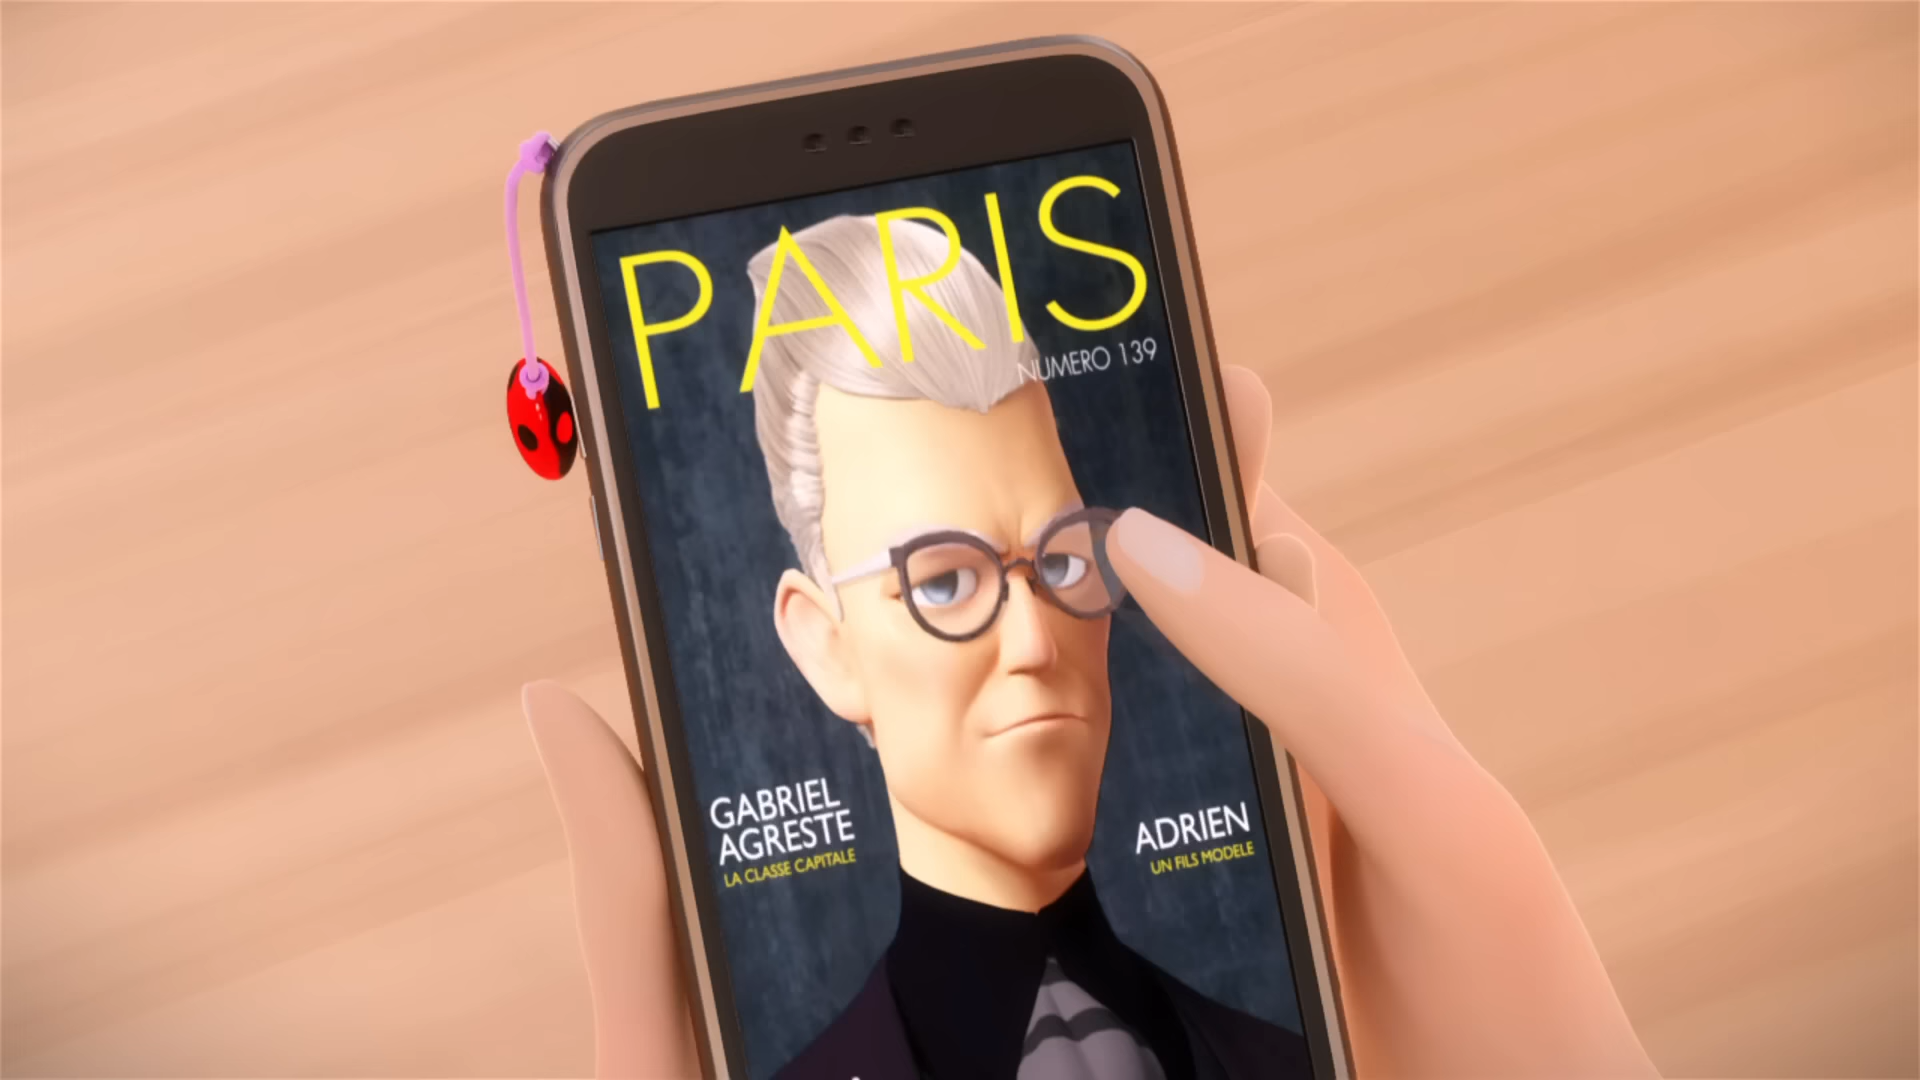 PARIS
NUMERO 139
GABRIEL
AGRESTE
LA CLASSE CAPITALE
ADRIEN
UN FILS MODELE